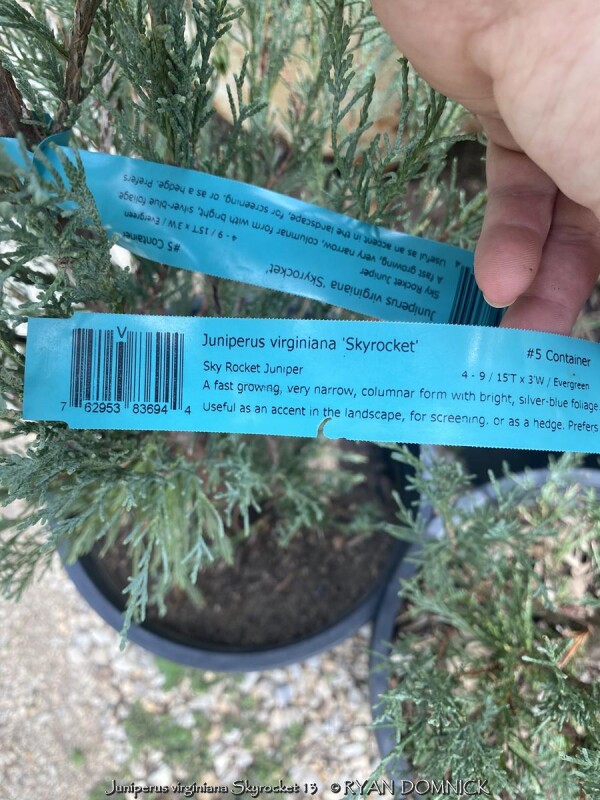 4
Useful as an accent in the landscape, for screening, or as a hedge. Prefers
A fast growing, very narrow, columnar form with bright, silver-blue foliage
Sky Rocket Juniper
4 - 9 / 15'T x 3'W / Evergreen
Juniperus virginiana 'Skyrocket'
#5 Container
V
7 62953 83694 4
Juniperus virginiana 'Skyrocket'
#5 Container
Sky Rocket Juniper
4 - 9 / 15'T x 3'W / Evergreen
A fast growing, very narrow, columnar form with bright, silver-blue foliage.
Useful as an accent in the landscape, for screening. or as a hedge. Prefers
Juniperus virginiana Skyrocket 13 © RYAN DOMNICK